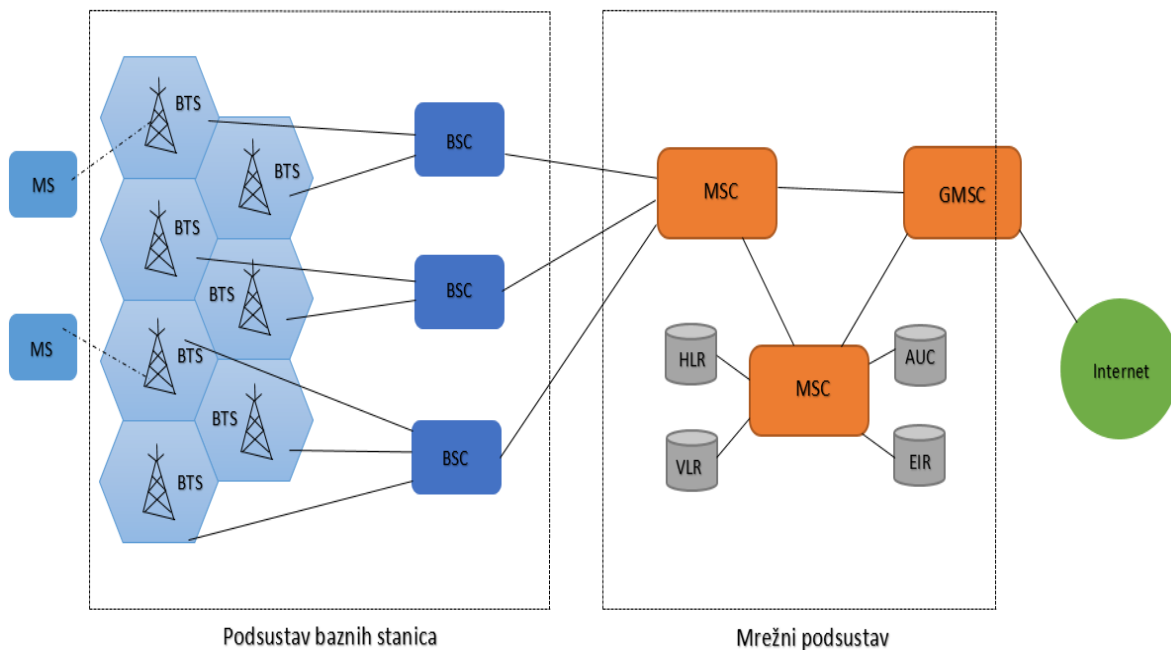 BTS
BTS
BSC
MS
MSC
GMSC
BTS
BTS
BSC
MS
BTS
HLR
AUC
MSC
Internet
BTS
BSC
VLR
EIR
BTS
Podsustav baznih stanica
Mrežni podsustav